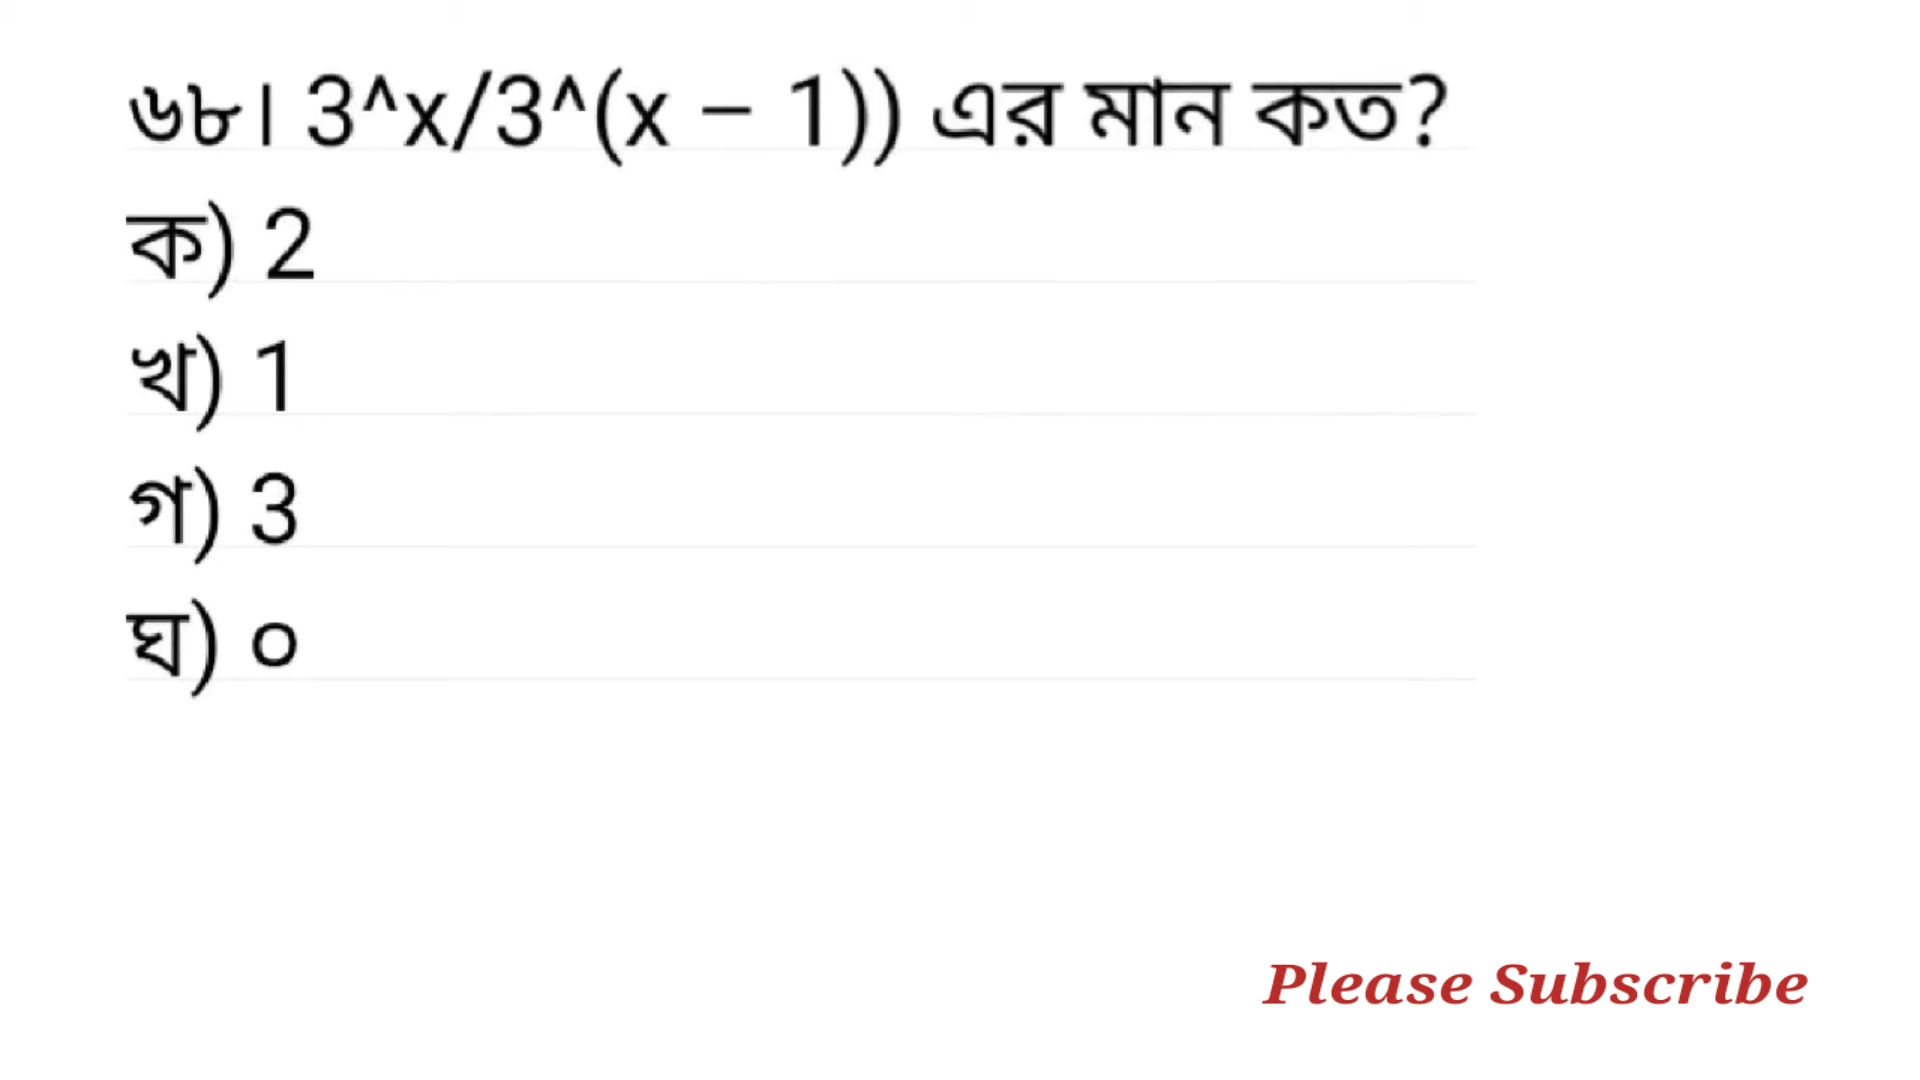 ৬৮। 3^x/3^(x – 1)) এর মান কত?
ক) 2
খ) 1
গ) 3
ঘ) ০
Please Subscribe